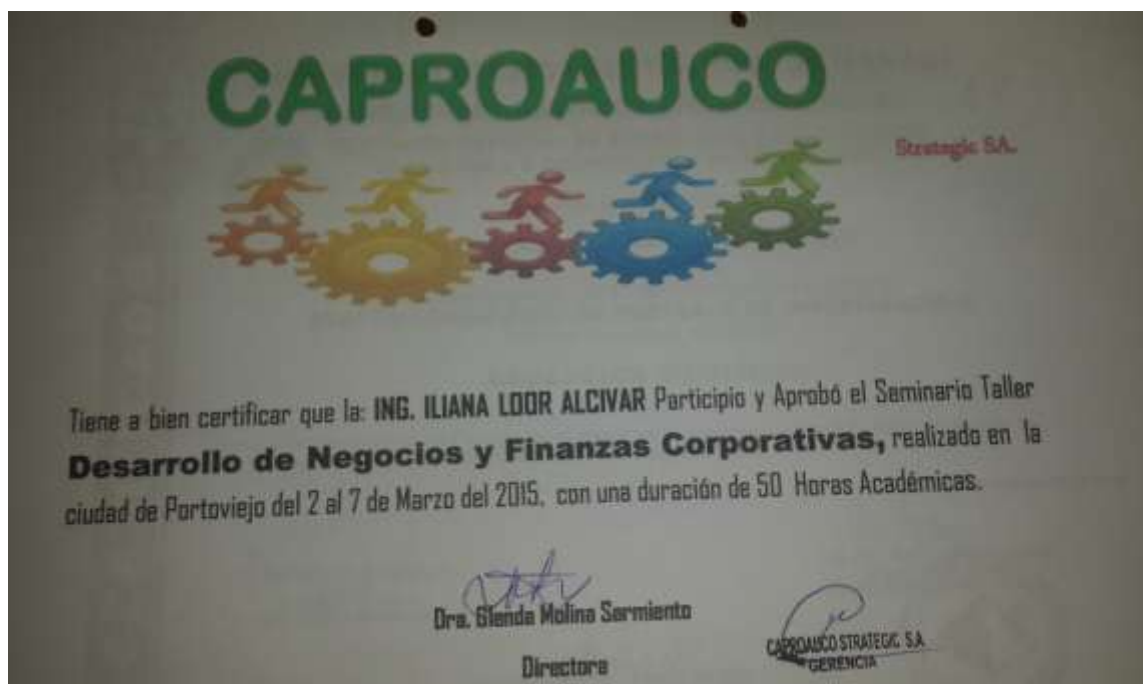 CAPROAUCO
Strategic SA.
Tiene a bien certificar que la: ING. ILIANA LOOR ALCIVAR Participio y Aprobó el Seminario Taller
Desarrollo de Negocios y Finanzas Corporativas, realizado en la
ciudad de Portoviejo del 2 al 7 de Marzo del 2015, con una duración de 50 Horas Académicas.
Dra. Glenda Molina Sarmiento
Directora
CAPROAUCO STRATEGIC S.A
GERENCIA